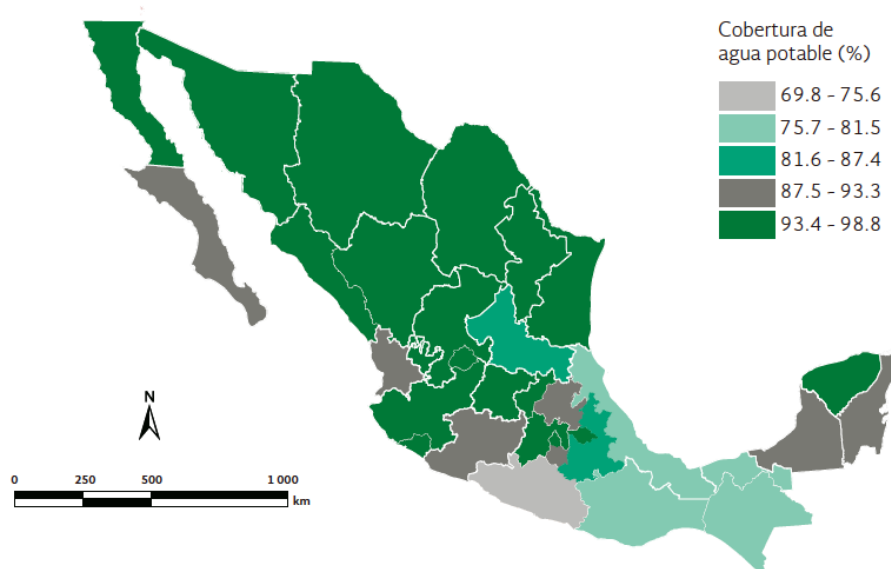 Cobertura de
agua potable (%)
69.8 - 75.6
75.7 - 81.5
81.6 - 87.4
87.5 - 93.3
93.4 - 98.8
N
0 250 500 1 000
km